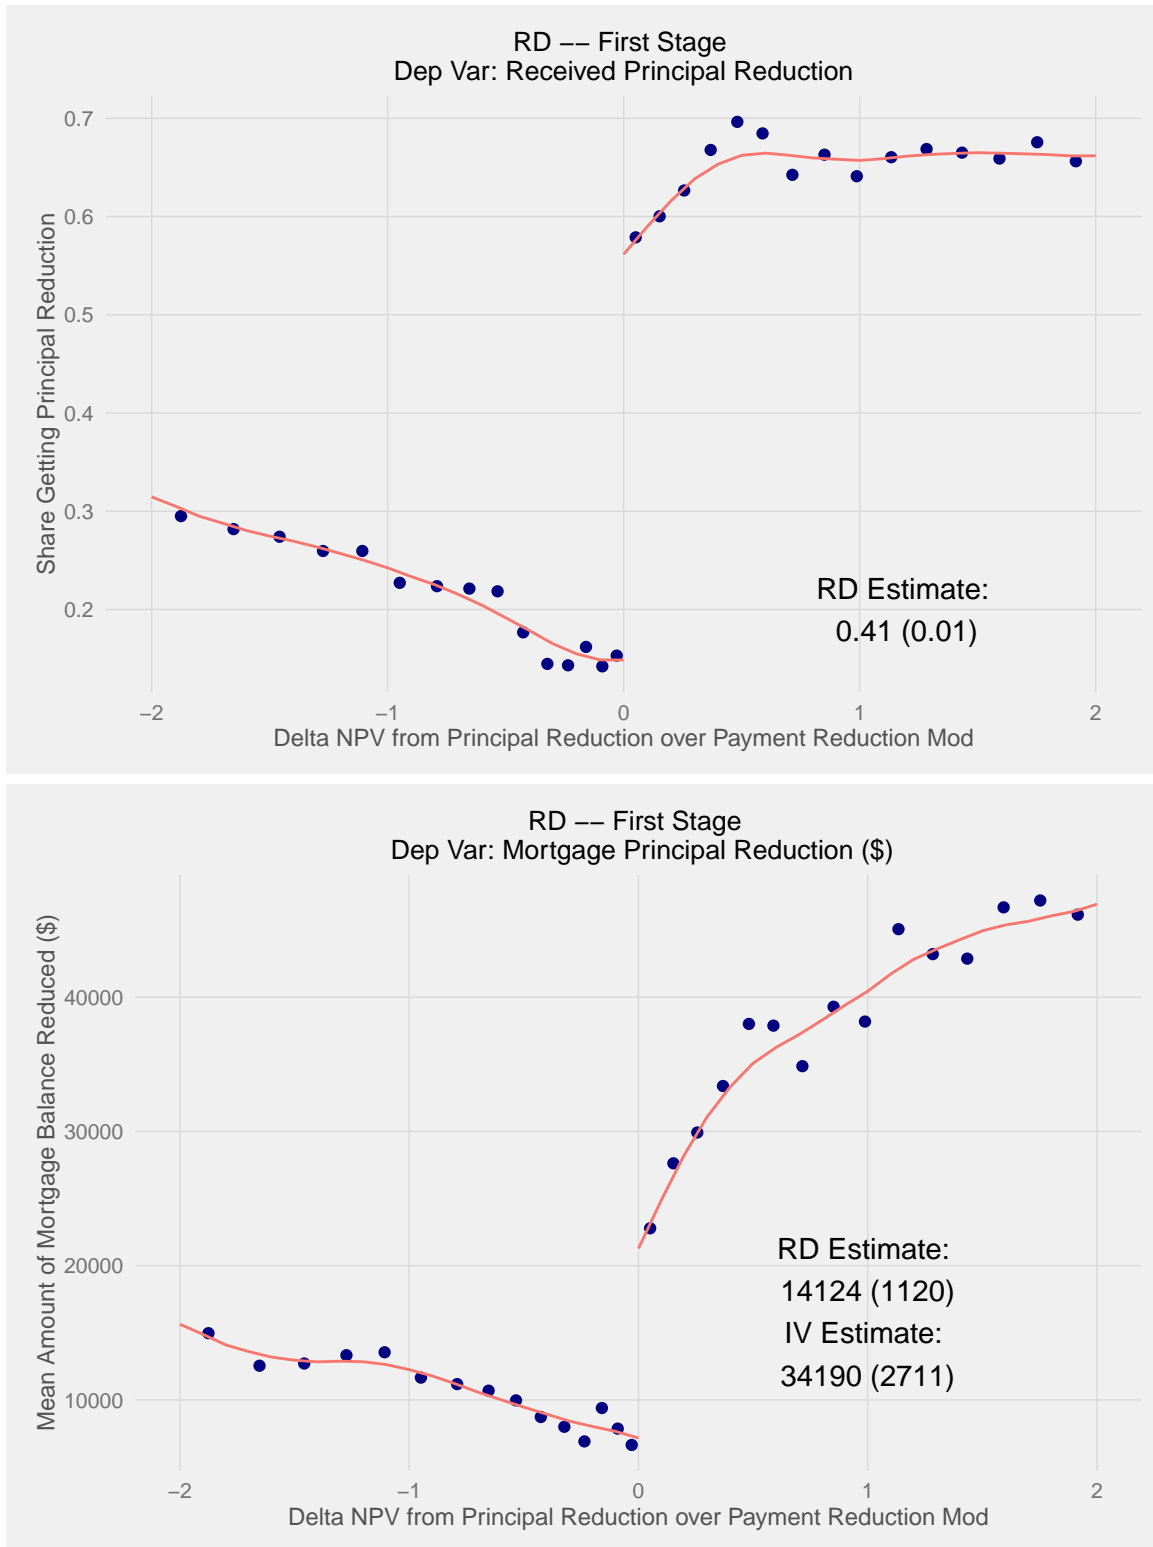 RD −− First Stage
Dep Var: Received Principal Reduction
0.7
0.6
0.5
0.4
0.3
0.2
Share Getting Principal Reduction
RD Estimate:
0.41 (0.01)
−2
−1
0
1
2
Delta NPV from Principal Reduction over Payment Reduction Mod
RD −− First Stage
Dep Var: Mortgage Principal Reduction ($)
40000
30000
20000
10000
Mean Amount of Mortgage Balance Reduced ($)
RD Estimate:
14124 (1120)
IV Estimate:
34190 (2711)
−2
−1
0
1
2
Delta NPV from Principal Reduction over Payment Reduction Mod